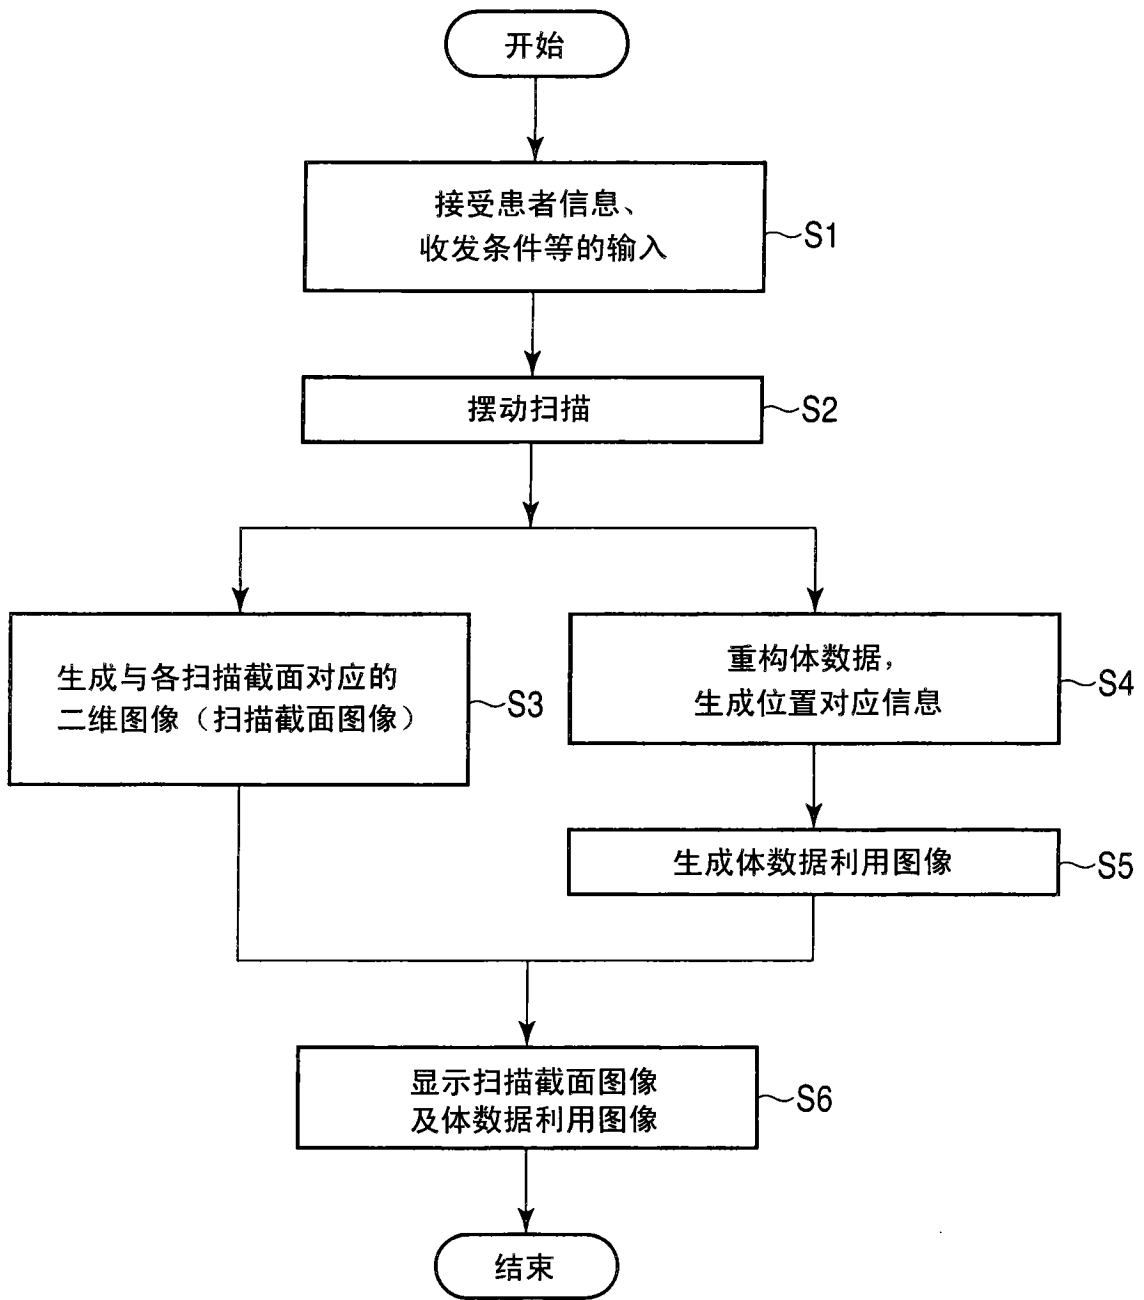 开始
接受患者信息、
收发条件等的输入
S1
摆动扫描
S2
生成与各扫描截面对应的
二维图像（扫描截面图像）
S3
重构体数据，
生成位置对应信息
S4
生成体数据利用图像
S5
显示扫描截面图像
及体数据利用图像
S6
结束